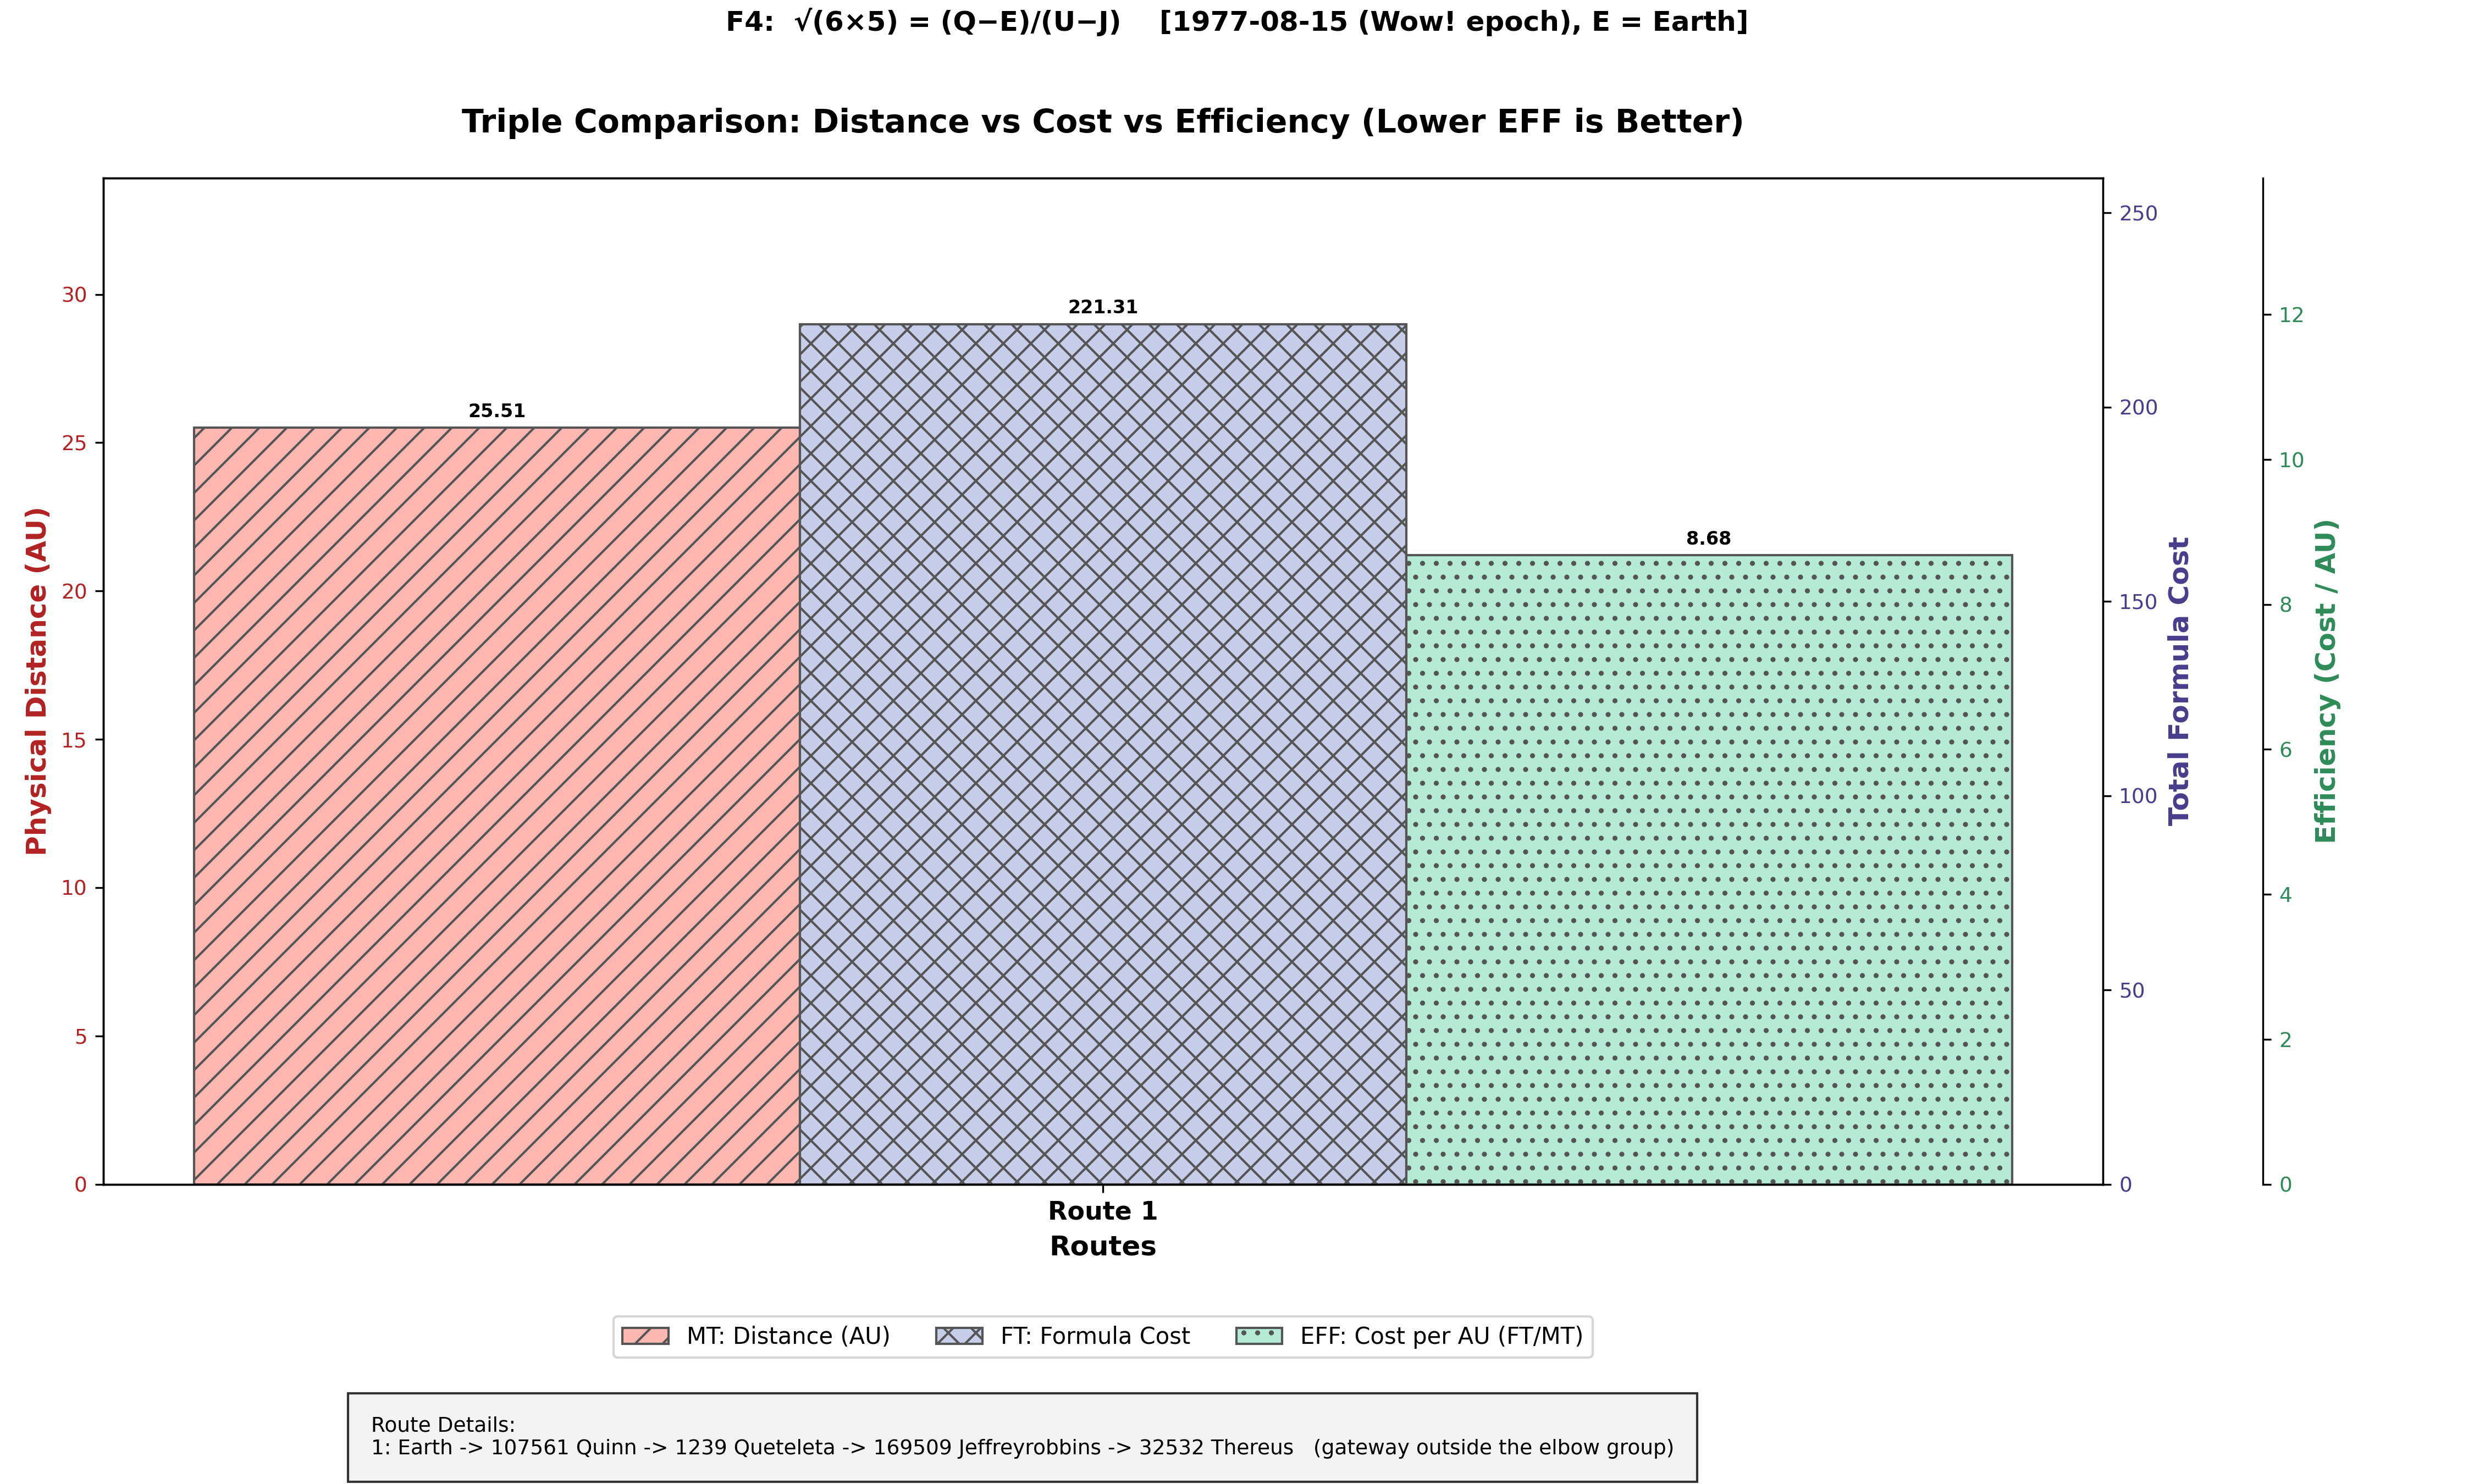 F4:  √(6×5) = (Q−E)/(U−J)    [1977-08-15 (Wow! epoch), E = Earth]
Triple Comparison: Distance vs Cost vs Efficiency (Lower EFF is Better)
Physical Distance (AU)
30
25
20
15
10
5
0
25.51
221.31
8.68
250
200
150
100
50
0
Total Formula Cost
12
10
8
6
4
2
0
Efficiency (Cost / AU)
Route 1
Routes
MT: Distance (AU)
FT: Formula Cost
EFF: Cost per AU (FT/MT)
Route Details:
1: Earth -> 107561 Quinn -> 1239 Queteleta -> 169509 Jeffreyrobbins -> 32532 Thereus   (gateway outside the elbow group)